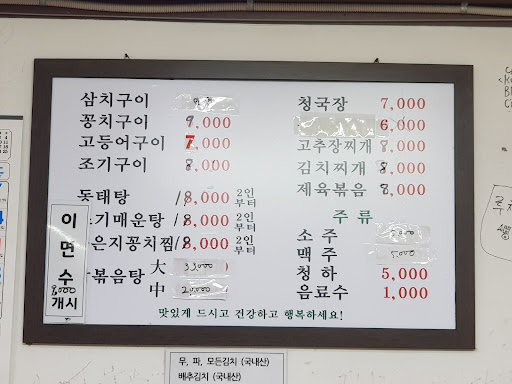 삼치구이
꽁치구이 9,000
고등어구이 7,000
조기구이 8,000
동태탕 /8,000 2인부터
조기매운탕 /8,000 2인부터
은지꽁치찜 /8,000 2인부터
볶음탕 大 33,000
中
이면수
9,000
개시
청국장 7,000
6,000
고추장찌개 8,000
김치찌개 8,000
제육볶음 8,000
주류
소주
맥주 5,000
청하 5,000
음료수 1,000
맛있게 드시고 건강하고 행복하세요!
무, 파, 모든김치 (국내산)
배추김치 (국내산)